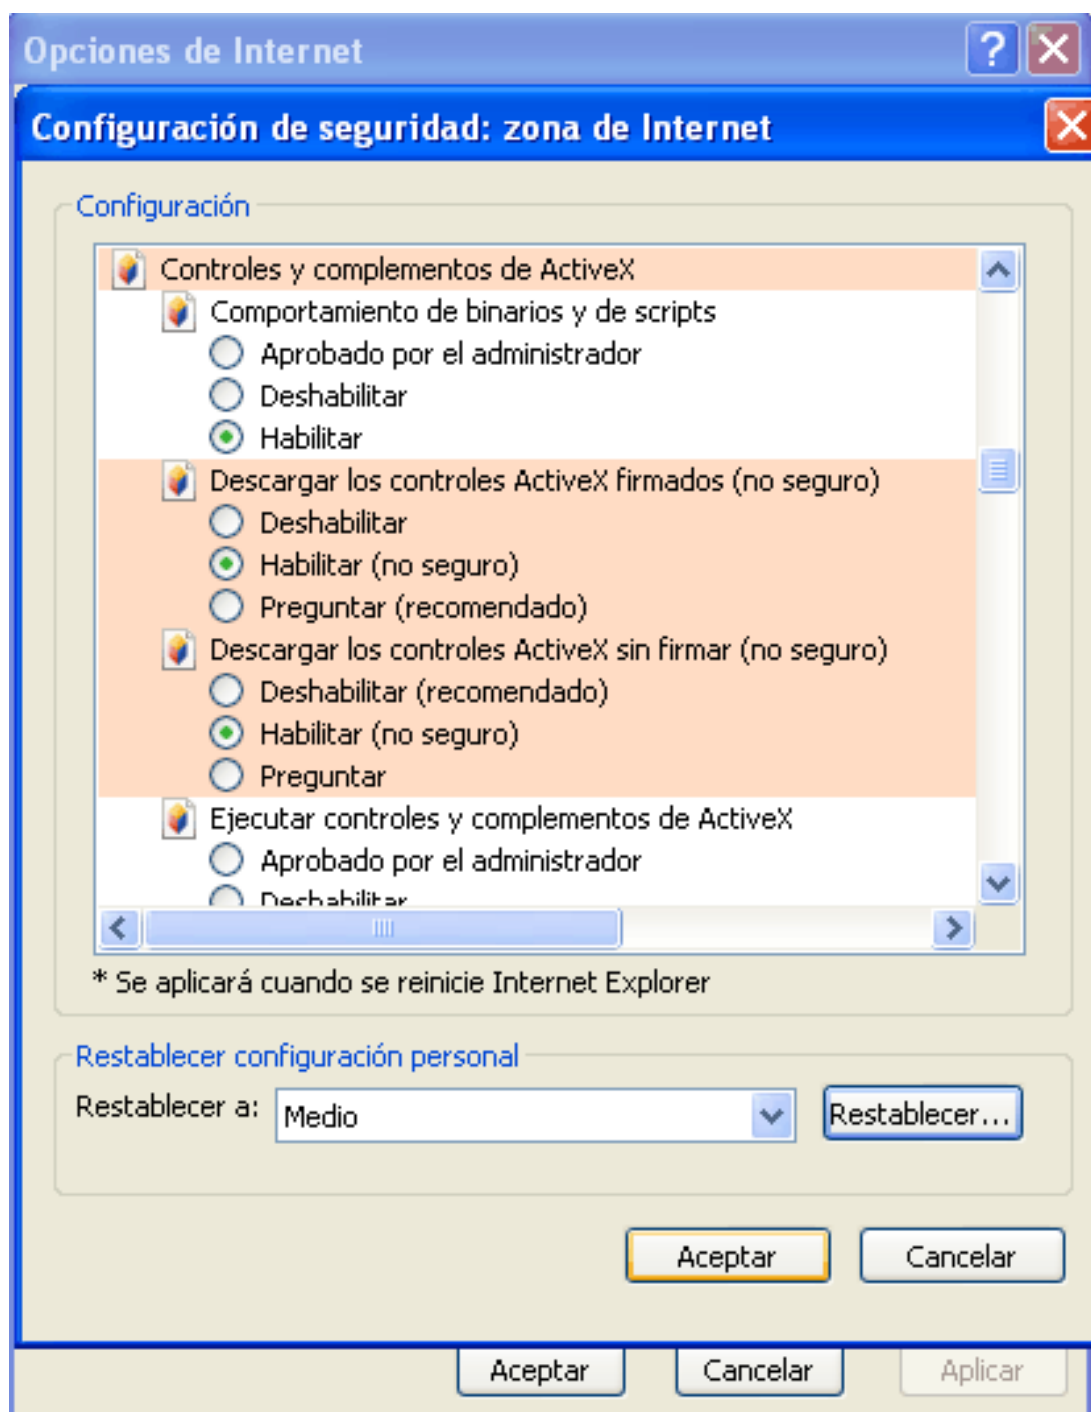 Opciones de Internet
Configuración de seguridad: zona de Internet
Configuración
Controles y complementos de ActiveX
Comportamiento de binarios y de scripts
Aprobado por el administrador
Deshabilitar
Habilitar
Descargar los controles ActiveX firmados (no seguro)
Deshabilitar
Habilitar (no seguro)
Preguntar (recomendado)
Descargar los controles ActiveX sin firmar (no seguro)
Deshabilitar (recomendado)
Habilitar (no seguro)
Preguntar
Ejecutar controles y complementos de ActiveX
Aprobado por el administrador
Deshabilitar
* Se aplicará cuando se reinicie Internet Explorer
Restablecer configuración personal
Restablecer a: Medio Restablecer...
Aceptar Cancelar
Aceptar Cancelar Aplicar